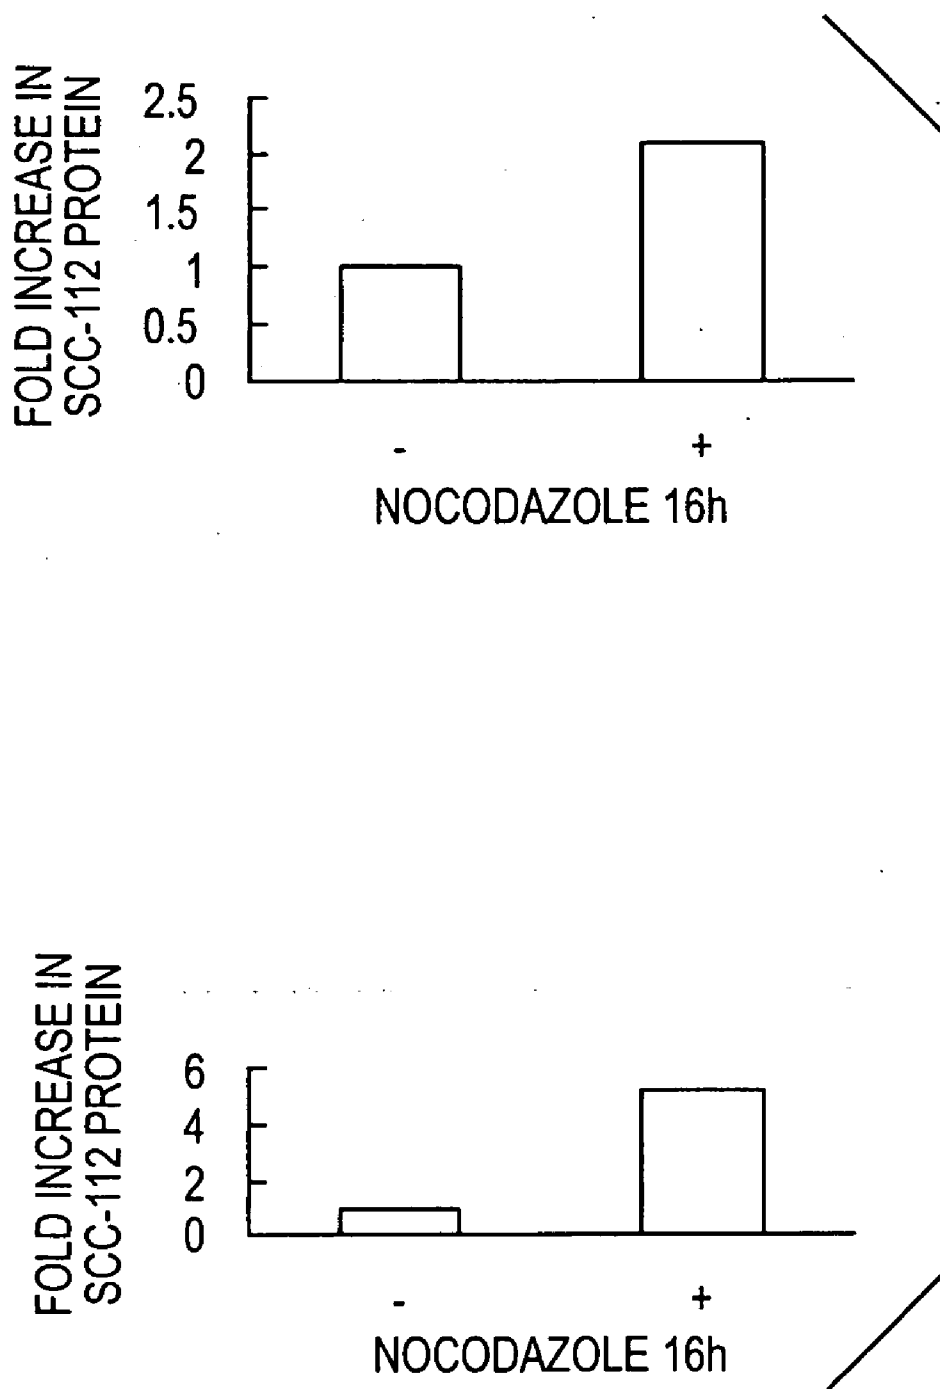 FOLD INCREASE IN
SCC-112 PROTEIN
2.5
2
1.5
1
0.5
0
- +
NOCODAZOLE 16h
FOLD INCREASE IN
SCC-112 PROTEIN
6
4
2
0
- +
NOCODAZOLE 16h